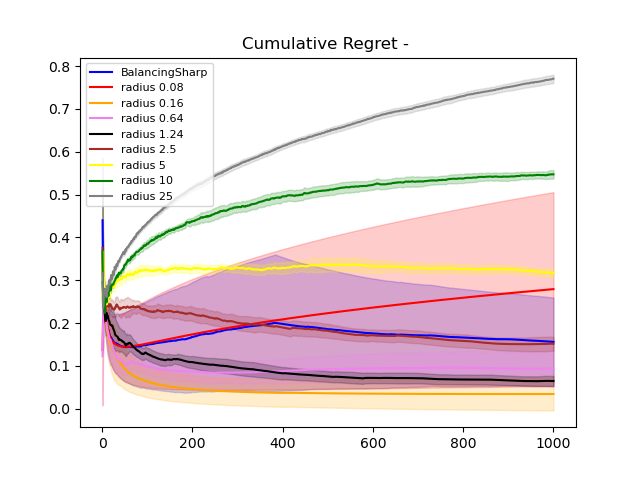 Cumulative Regret -
BalancingSharp
radius 0.08
radius 0.16
radius 0.64
radius 1.24
radius 2.5
radius 5
radius 10
radius 25
0.8
0.7
0.6
0.5
0.4
0.3
0.2
0.1
0.0
0 200 400 600 800 1000